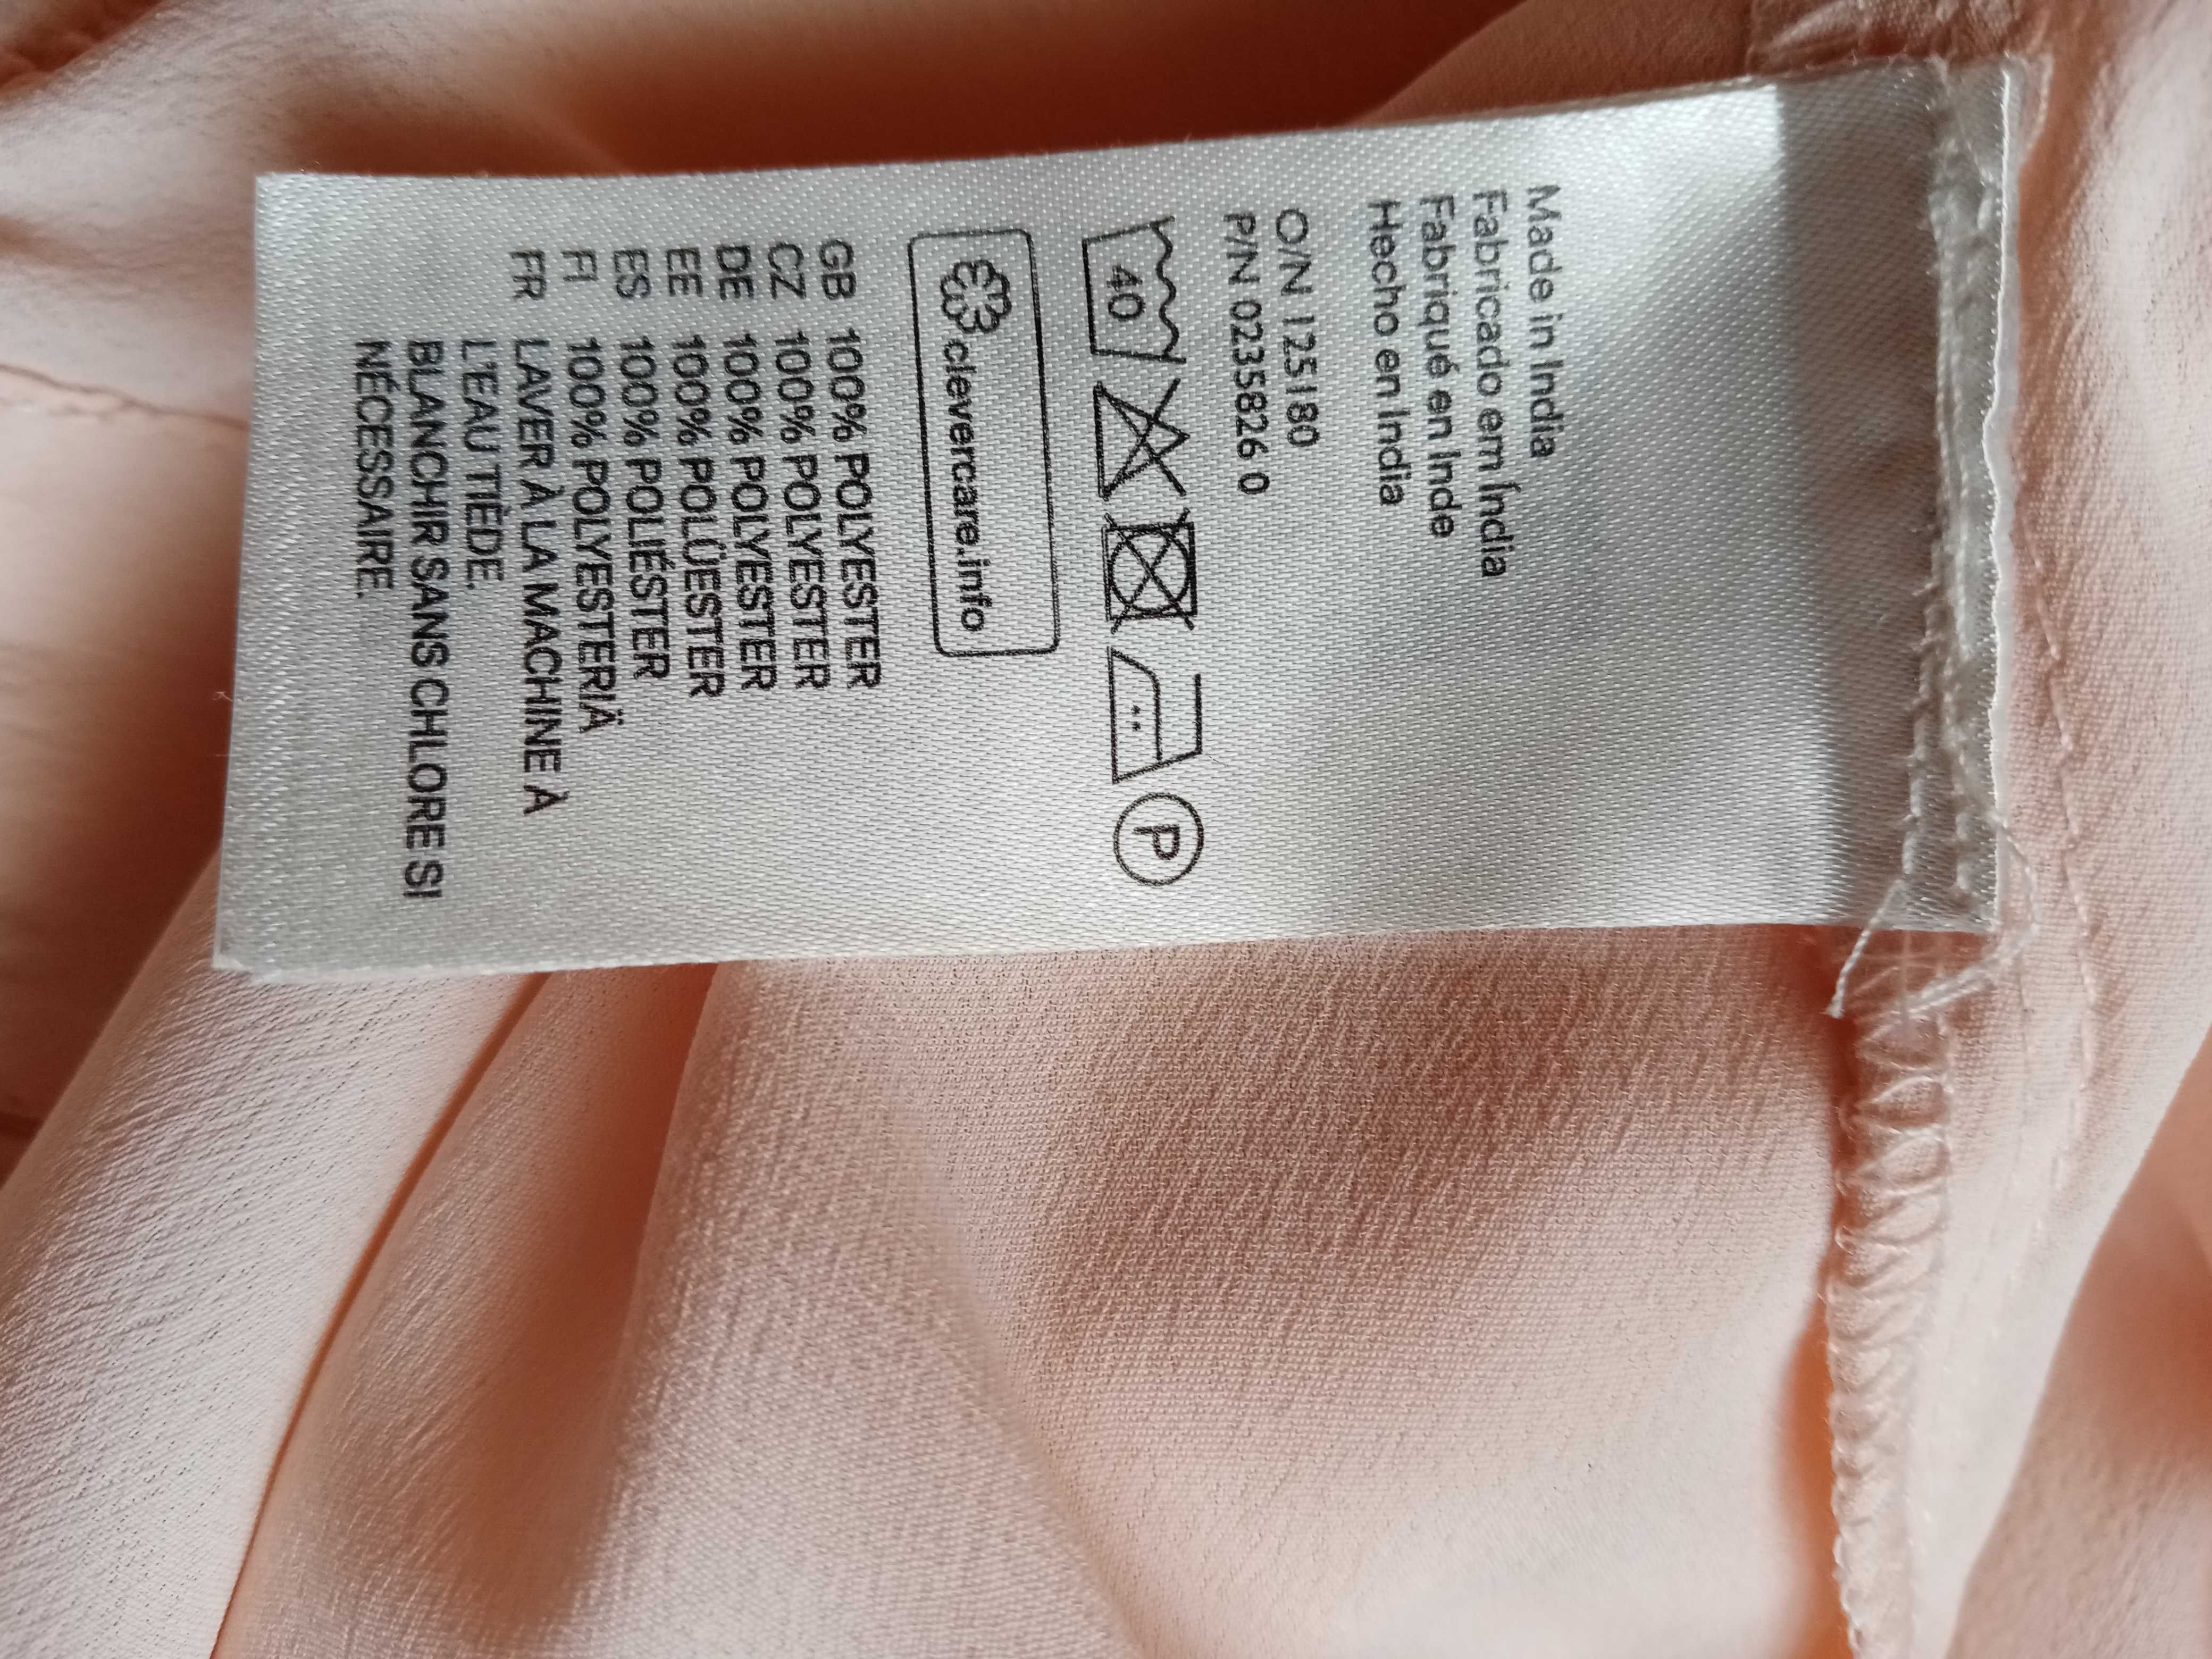 Made in India
Fabricado em Índia
Fabriqué en Inde
Hecho en India
O/N 125180
P/N 02358826 0
40
P
clevercare.info
GB 100% POLYESTER
CZ 100% POLYESTER
DE 100% POLYESTER
EE 100% POLÜESTER
ES 100% POLIÉSTER
FI 100% POLYESTERIÄ
FR LAVER À LA MACHINE À
L'EAU TIÈDE.
BLANCHIR SANS CHLORE SI
NÉCESSAIRE.